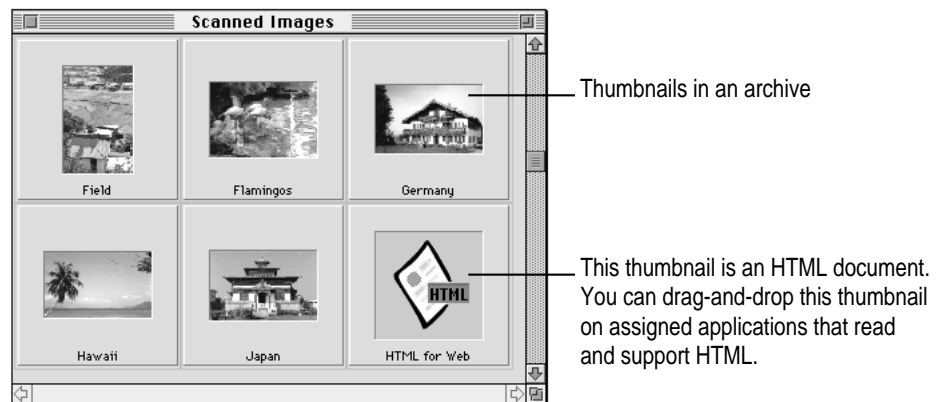 Scanned Images
Field
Flamingos
Germany
Thumbnails in an archive
Hawaii
Japan
HTML
HTML for Web
This thumbnail is an HTML document.
You can drag-and-drop this thumbnail
on assigned applications that read
and support HTML.